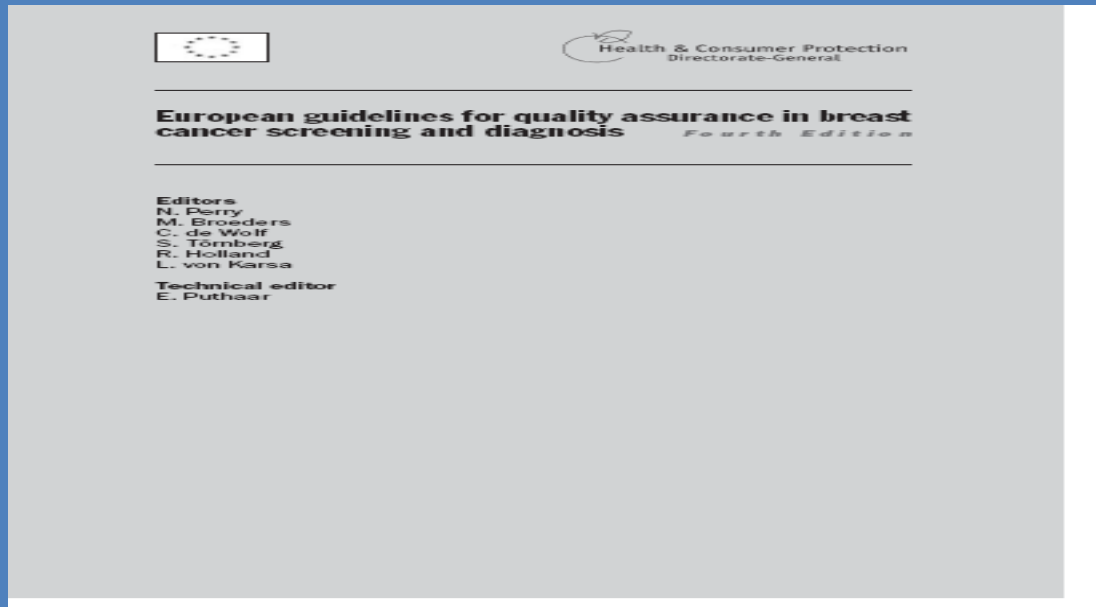 Health & Consumer Protection
Directorate-General
European guidelines for quality assurance in breast
cancer screening and diagnosis Fourth Edition
Editors
N. Perry
M. Broeders
C. de Wolf
S. Törnberg
R. Holland
L. von Karsa
Technical editor
E. Puthaar